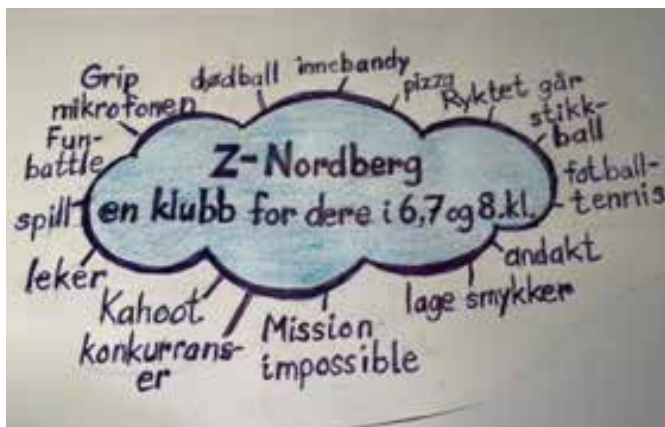 Z-Nordberg
en klubb for dere i 6,7 og 8.kl.
Grip
mikrofonen
dødball
innebandy
pizza
Ryktet går
stikk-
ball
fotball-
tennis
andakt
lage smykker
Mission
impossible
Kahoot
konkurrans-
er
leker
spill
Fun-
battle